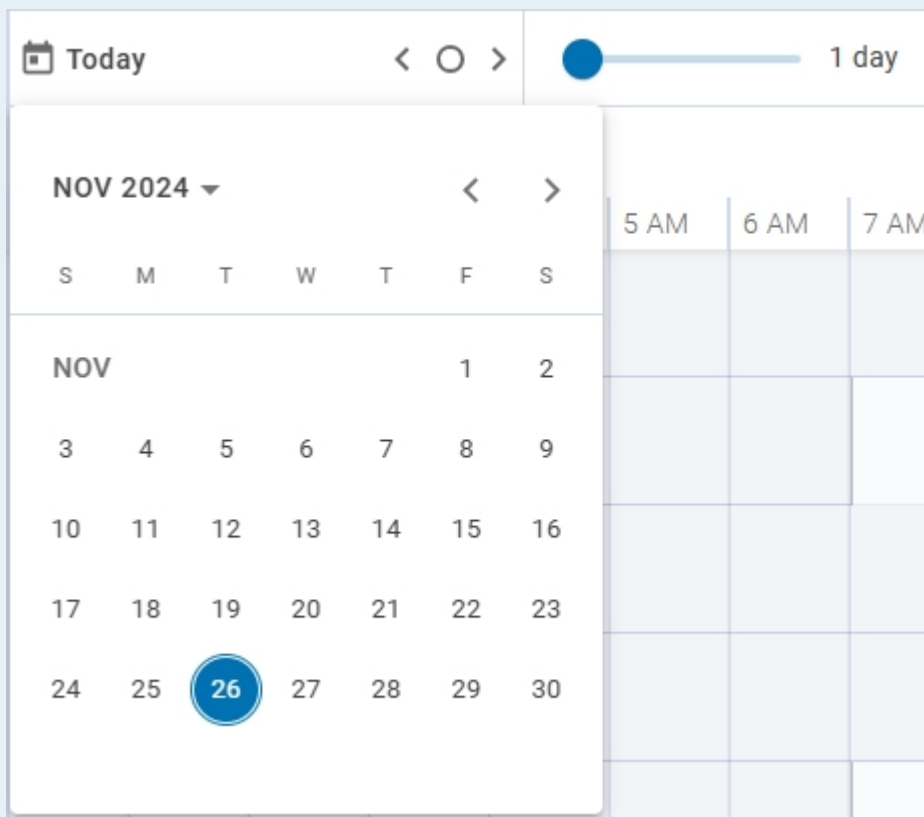 Today
1 day
NOV 2024
5 AM 6 AM 7 AM
S M T W T F S
NOV 1 2
3 4 5 6 7 8 9
10 11 12 13 14 15 16
17 18 19 20 21 22 23
24 25 26 27 28 29 30